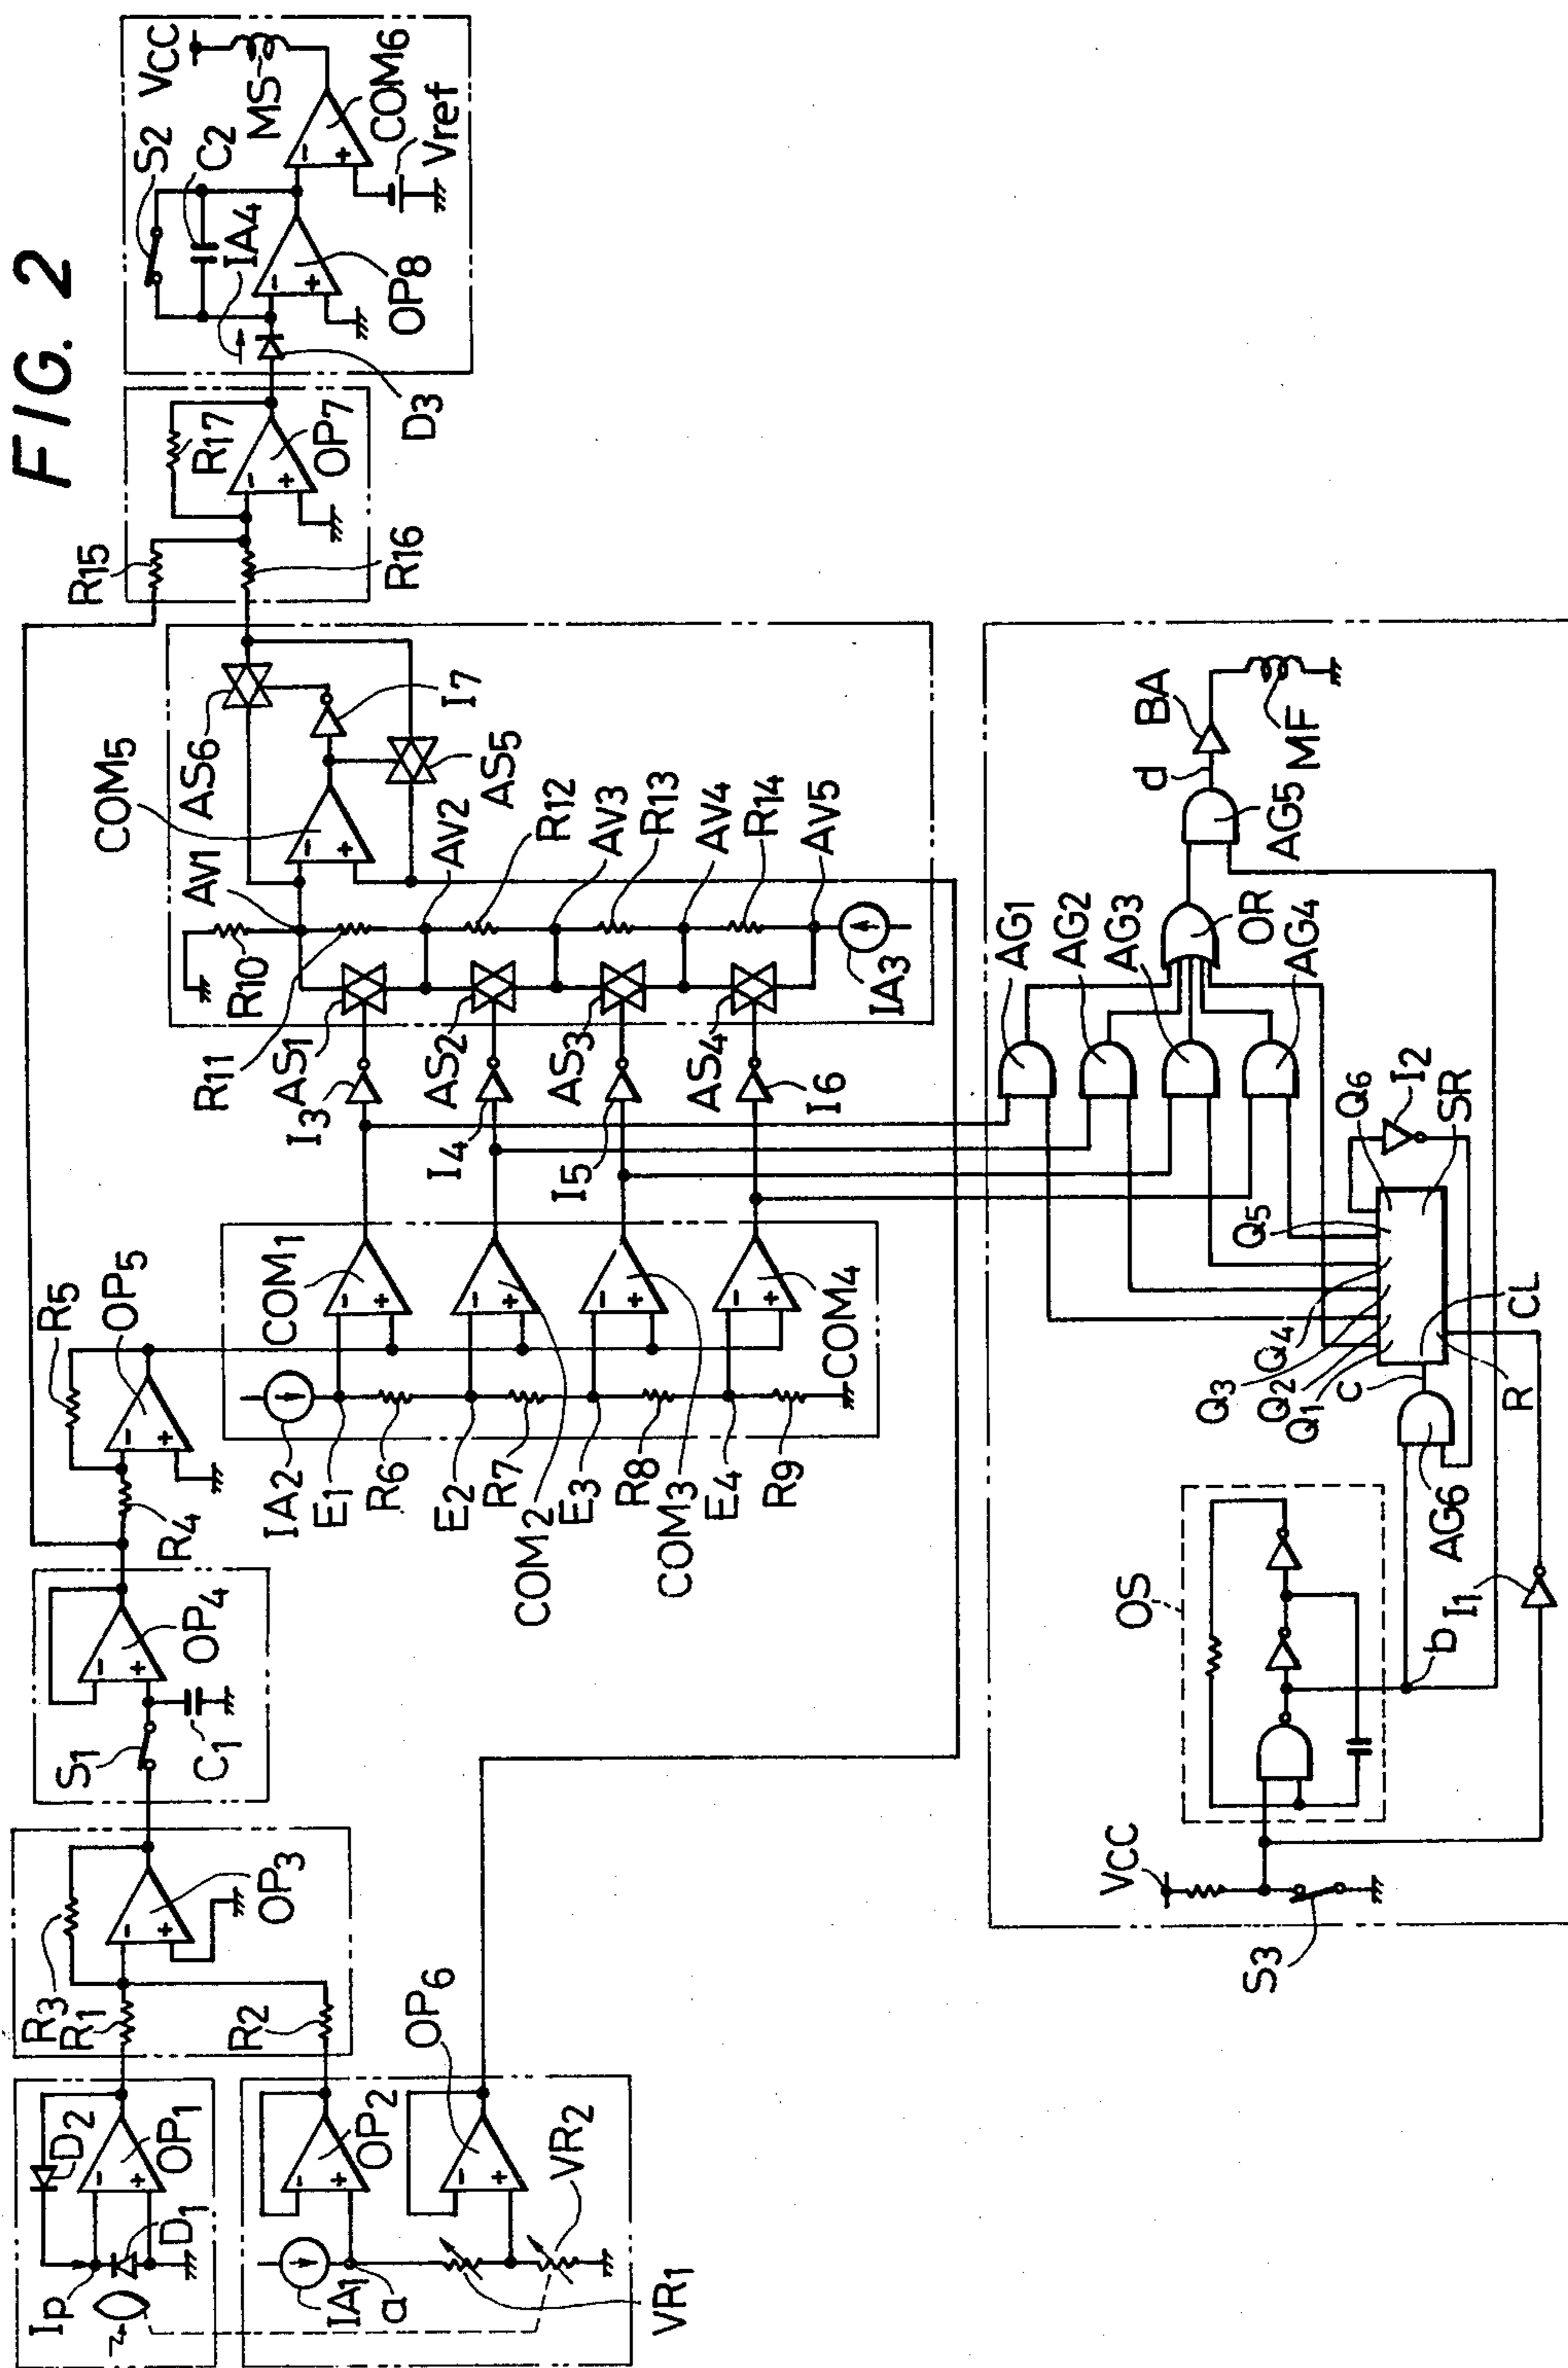 FIG. 2
S2
C2
IA4
VCC
MS
COM6
Vref
OP8
D3
R17
OP7
R15
R16
AS6
COM5
I7
AS5
AV1
AV2
R12
AV3
R13
AV4
R14
AV5
R10
R11
IA3
AS1
AS2
AS3
AS4
I3
I4
I5
I6
R5
OP5
R4
COM1
COM2
COM3
COM4
IA2
E1
R6
E2
R7
E3
R8
E4
R9
OP4
S1
C1
R3
R1
R2
OP3
D2
OP1
D1
Ip
OP2
IA1
a
OP6
VR2
VR1
AG1
AG2
AG3
AG4
OR
AG5
d
BA
MF
Q6
I2
SR
Q5
Q4
Q3
Q2
Q1
c
CL
R
AG6
OS
b
I1
VCC
S3